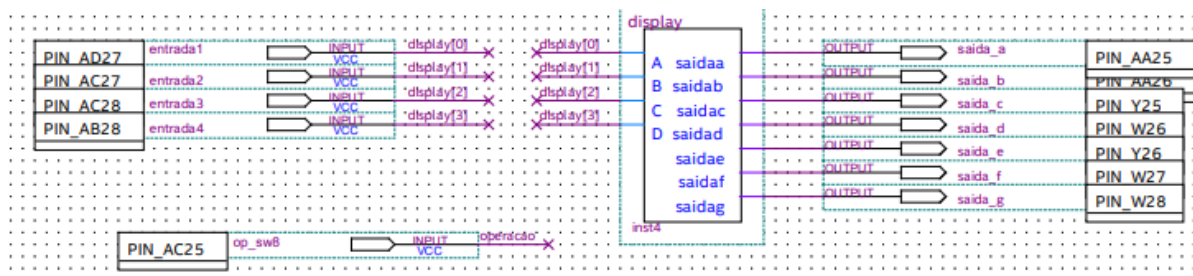 display
PIN_AD27 entrada1 INPUT VCC display[0] display[0] A saidaa OUTPUT saida_a PIN_AA25
PIN_AC27 entrada2 INPUT VCC display[1] display[1] B saidab OUTPUT saida_b PIN_AA26
PIN_AC28 entrada3 INPUT VCC display[2] display[2] C saidac OUTPUT saida_c PIN_Y25
PIN_AB28 entrada4 INPUT VCC display[3] display[3] D saidad OUTPUT saida_d PIN_W26
saidae OUTPUT saida_e PIN_Y26
saidaf OUTPUT saida_f PIN_W27
saidag OUTPUT saida_g PIN_W28
inst4
PIN_AC25 op_sw8 INPUT VCC operacao